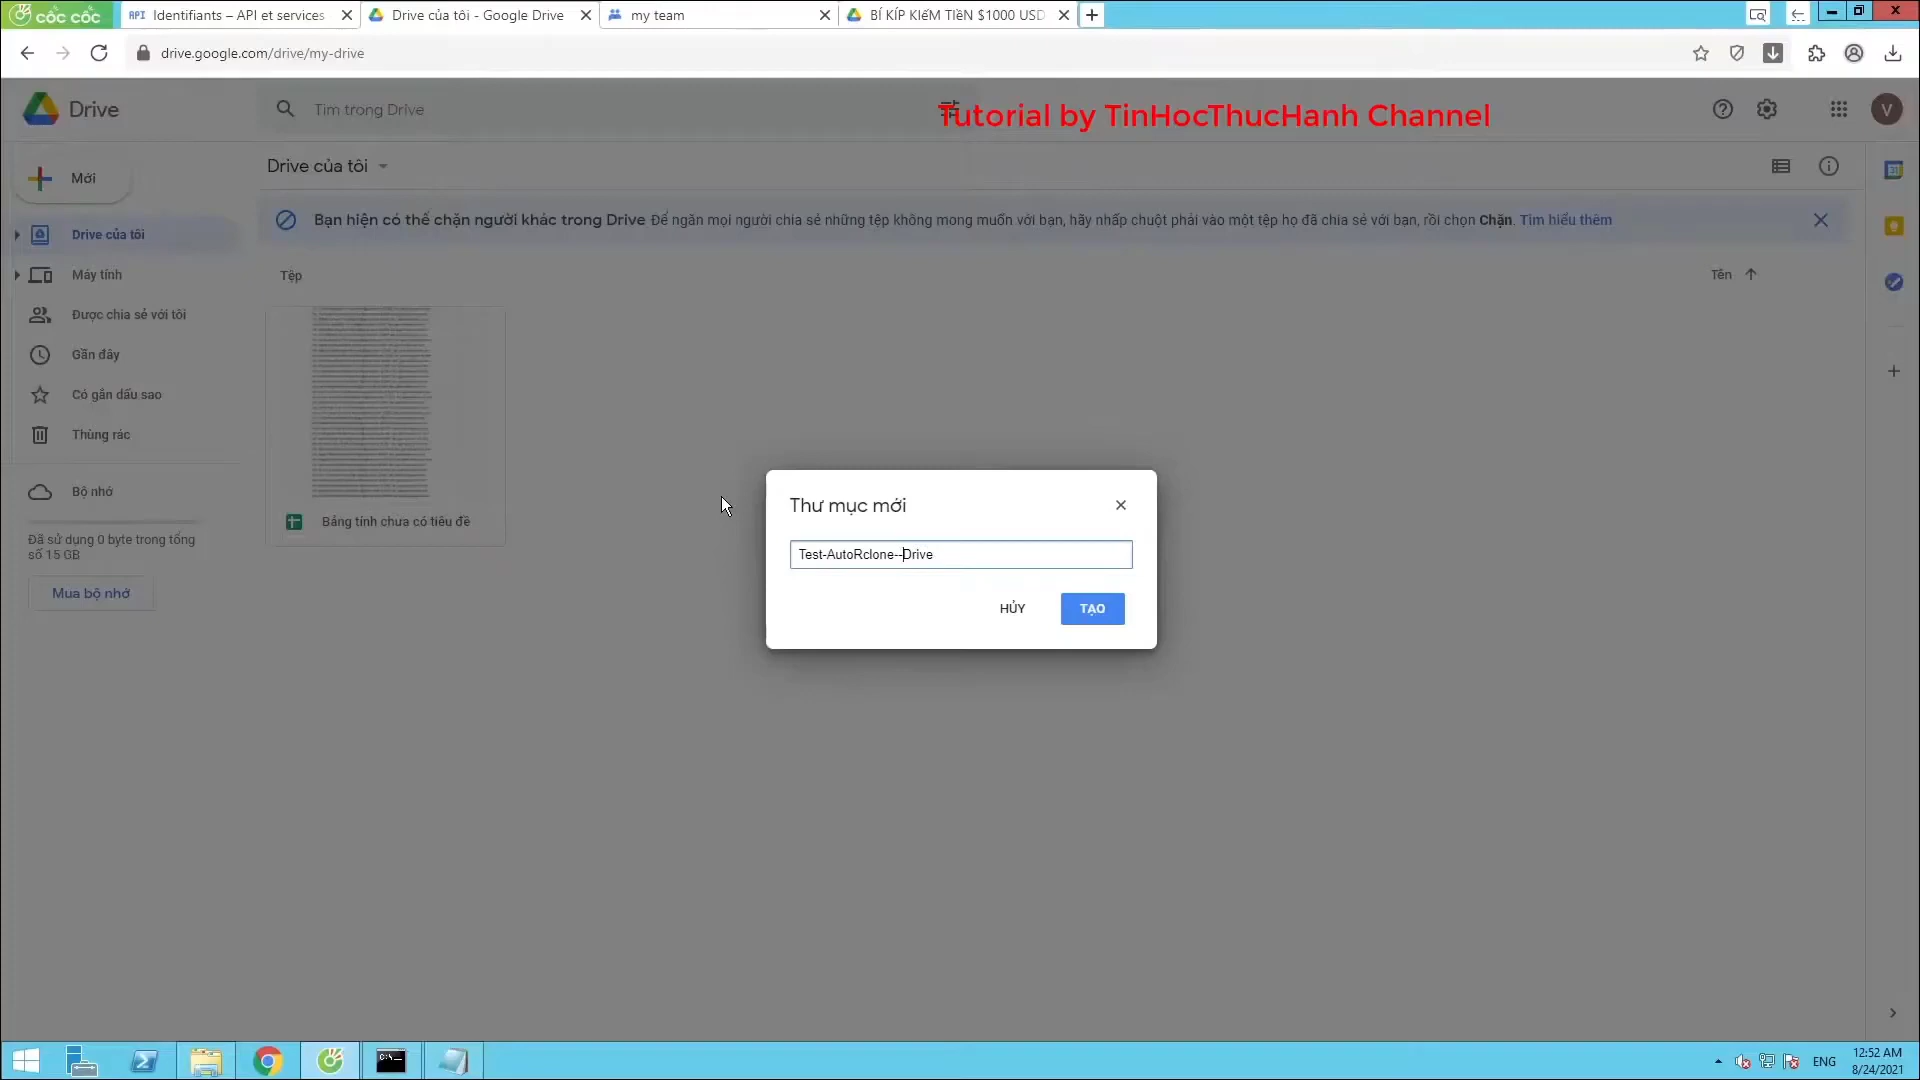 cốc cốc
API Identifiants – API et services
Drive của tôi - Google Drive
my team
BÍ KÍP KIếM TIềN $1000 USD
drive.google.com/drive/my-drive
Drive
Tìm trong Drive
Tutorial by TinHocThucHanh Channel
V
Mới
Drive của tôi
Bạn hiện có thể chặn người khác trong Drive Để ngăn mọi người chia sẻ những tệp không mong muốn với bạn, hãy nhấp chuột phải vào một tệp họ đã chia sẻ với bạn, rồi chọn Chặn. Tìm hiểu thêm
Drive của tôi
Máy tính
Được chia sẻ với tôi
Gần đây
Có gắn dấu sao
Thùng rác
Bộ nhớ
Đã sử dụng 0 byte trong tổng
số 15 GB
Mua bộ nhớ
Tệp
Tên
Bảng tính chưa có tiêu đề
Thư mục mới
Test-AutoRclone--Drive
HỦY
TẠO
ENG
12:52 AM
8/24/2021